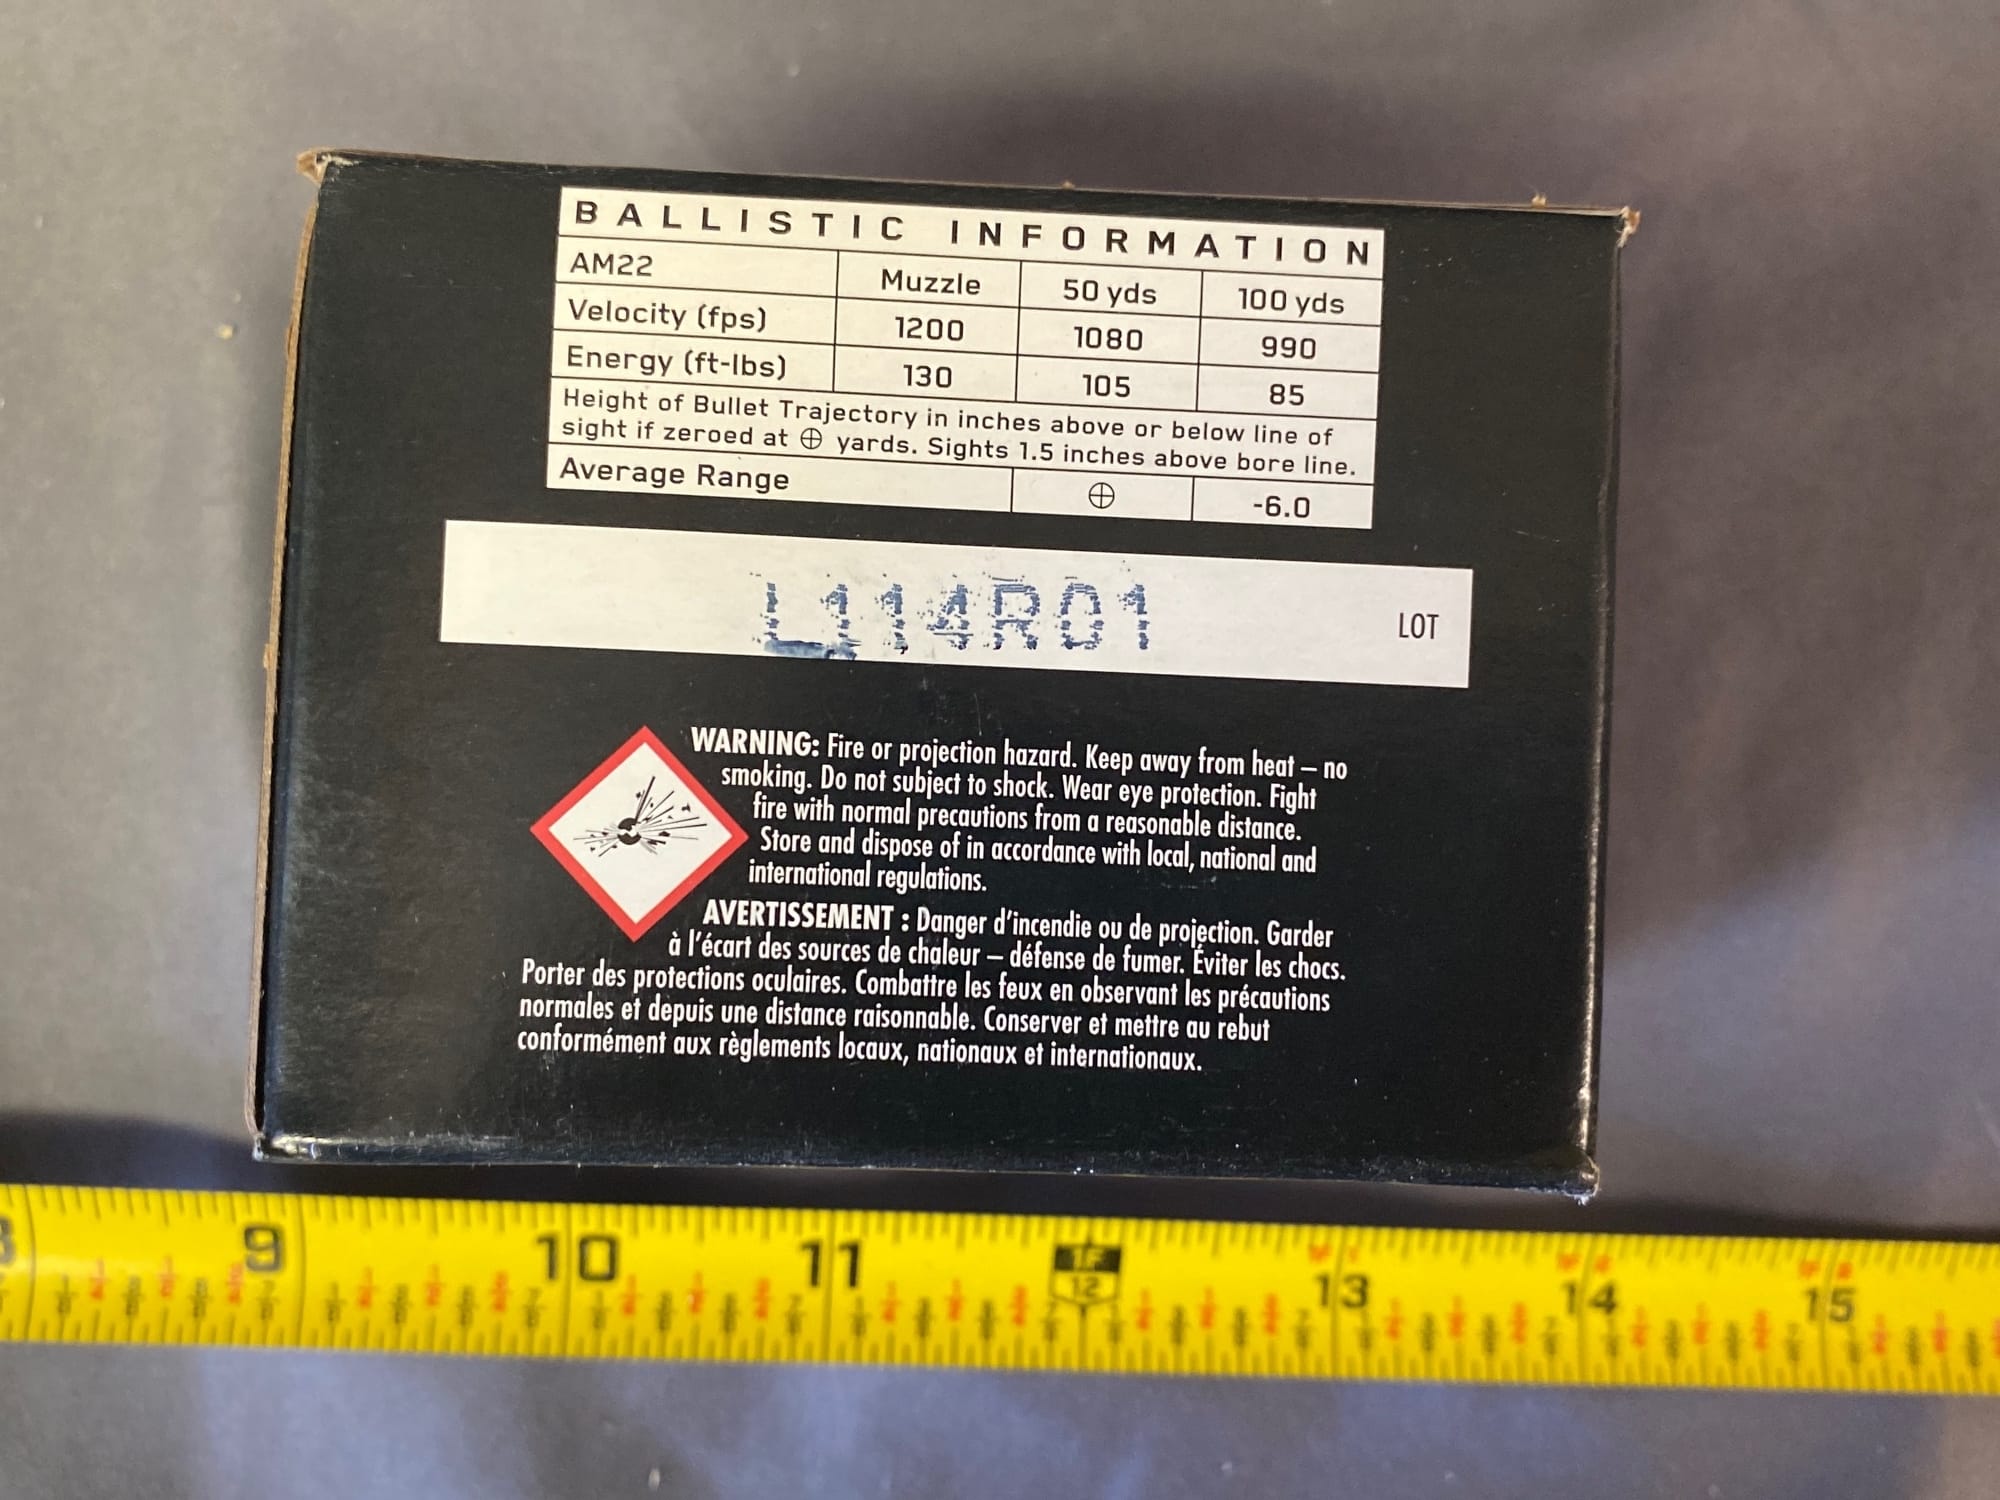 BALLISTIC INFORMATION
AM22 Muzzle 50 yds 100 yds
Velocity (fps) 1200 1080 990
Energy (ft-lbs) 130 105 85
Height of Bullet Trajectory in inches above or below line of
sight if zeroed at ⊕ yards. Sights 1.5 inches above bore line.
Average Range ⊕ -6.0
L114R01 LOT
WARNING: Fire or projection hazard. Keep away from heat – no
smoking. Do not subject to shock. Wear eye protection. Fight
fire with normal precautions from a reasonable distance.
Store and dispose of in accordance with local, national and
international regulations.
AVERTISSEMENT : Danger d'incendie ou de projection. Garder
à l'écart des sources de chaleur – défense de fumer. Éviter les chocs.
Porter des protections oculaires. Combattre les feux en observant les précautions
normales et depuis une distance raisonnable. Conserver et mettre au rebut
conformément aux règlements locaux, nationaux et internationaux.
9 10 11 1F 12 13 14 15